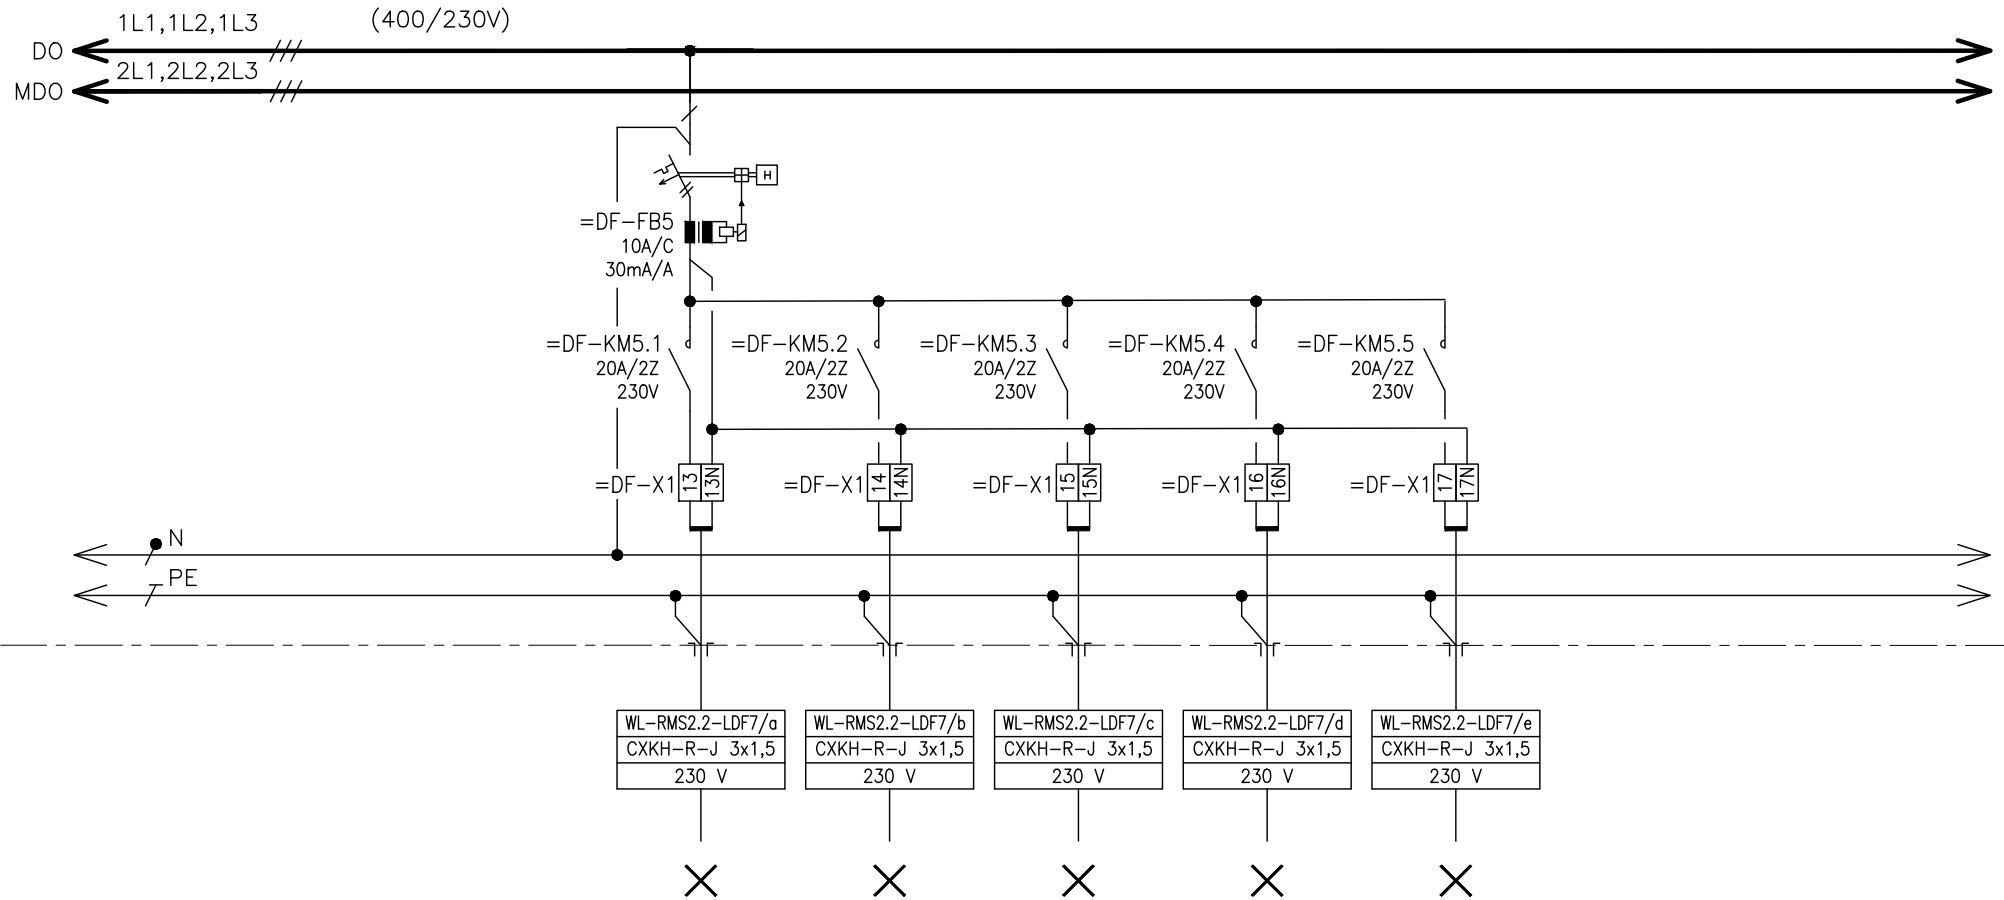 1L1,1L2,1L3 (400/230V)
DO
2L1,2L2,2L3
MDO
H
=DF-FB5
10A/C
30mA/A
=DF-KM5.1 =DF-KM5.2 =DF-KM5.3 =DF-KM5.4 =DF-KM5.5
20A/2Z 20A/2Z 20A/2Z 20A/2Z 20A/2Z
230V 230V 230V 230V 230V
=DF-X1 13 13N =DF-X1 14 14N =DF-X1 15 15N =DF-X1 16 16N =DF-X1 17 17N
N
PE
WL-RMS2.2-LDF7/a WL-RMS2.2-LDF7/b WL-RMS2.2-LDF7/c WL-RMS2.2-LDF7/d WL-RMS2.2-LDF7/e
CXKH-R-J 3x1,5 CXKH-R-J 3x1,5 CXKH-R-J 3x1,5 CXKH-R-J 3x1,5 CXKH-R-J 3x1,5
230 V 230 V 230 V 230 V 230 V